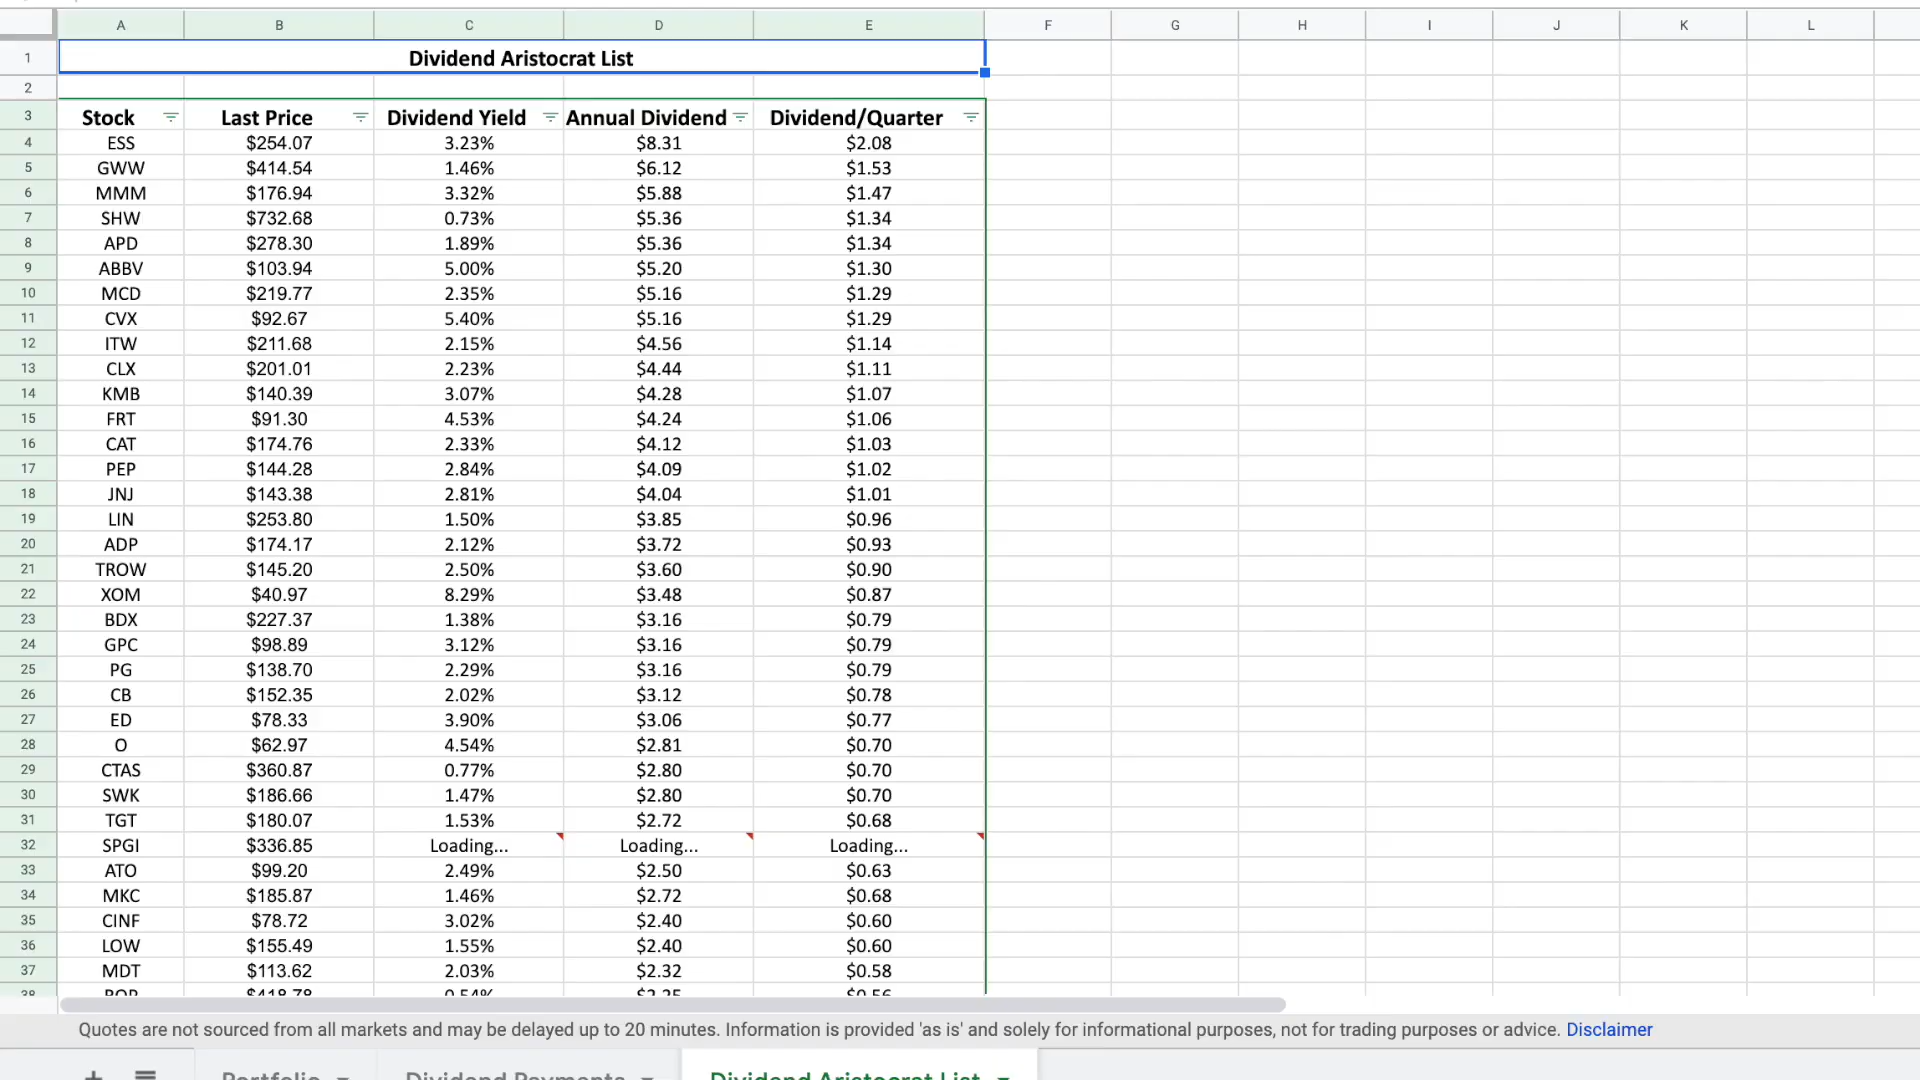 A B C D E F G H I J K L
1 Dividend Aristocrat List
2
3 Stock Last Price Dividend Yield Annual Dividend Dividend/Quarter
4 ESS $254.07 3.23% $8.31 $2.08
5 GWW $414.54 1.46% $6.12 $1.53
6 MMM $176.94 3.32% $5.88 $1.47
7 SHW $732.68 0.73% $5.36 $1.34
8 APD $278.30 1.89% $5.36 $1.34
9 ABBV $103.94 5.00% $5.20 $1.30
10 MCD $219.77 2.35% $5.16 $1.29
11 CVX $92.67 5.40% $5.16 $1.29
12 ITW $211.68 2.15% $4.56 $1.14
13 CLX $201.01 2.23% $4.44 $1.11
14 KMB $140.39 3.07% $4.28 $1.07
15 FRT $91.30 4.53% $4.24 $1.06
16 CAT $174.76 2.33% $4.12 $1.03
17 PEP $144.28 2.84% $4.09 $1.02
18 JNJ $143.38 2.81% $4.04 $1.01
19 LIN $253.80 1.50% $3.85 $0.96
20 ADP $174.17 2.12% $3.72 $0.93
21 TROW $145.20 2.50% $3.60 $0.90
22 XOM $40.97 8.29% $3.48 $0.87
23 BDX $227.37 1.38% $3.16 $0.79
24 GPC $98.89 3.12% $3.16 $0.79
25 PG $138.70 2.29% $3.16 $0.79
26 CB $152.35 2.02% $3.12 $0.78
27 ED $78.33 3.90% $3.06 $0.77
28 O $62.97 4.54% $2.81 $0.70
29 CTAS $360.87 0.77% $2.80 $0.70
30 SWK $186.66 1.47% $2.80 $0.70
31 TGT $180.07 1.53% $2.72 $0.68
32 SPGI $336.85 Loading... Loading... Loading...
33 ATO $99.20 2.49% $2.50 $0.63
34 MKC $185.87 1.46% $2.72 $0.68
35 CINF $78.72 3.02% $2.40 $0.60
36 LOW $155.49 1.55% $2.40 $0.60
37 MDT $113.62 2.03% $2.32 $0.58
38 $418.78 0.54% $0.56
Quotes are not sourced from all markets and may be delayed up to 20 minutes. Information is provided 'as is' and solely for informational purposes, not for trading purposes or advice. Disclaimer
Portfolio Dividend Payments Dividend Aristocrat List